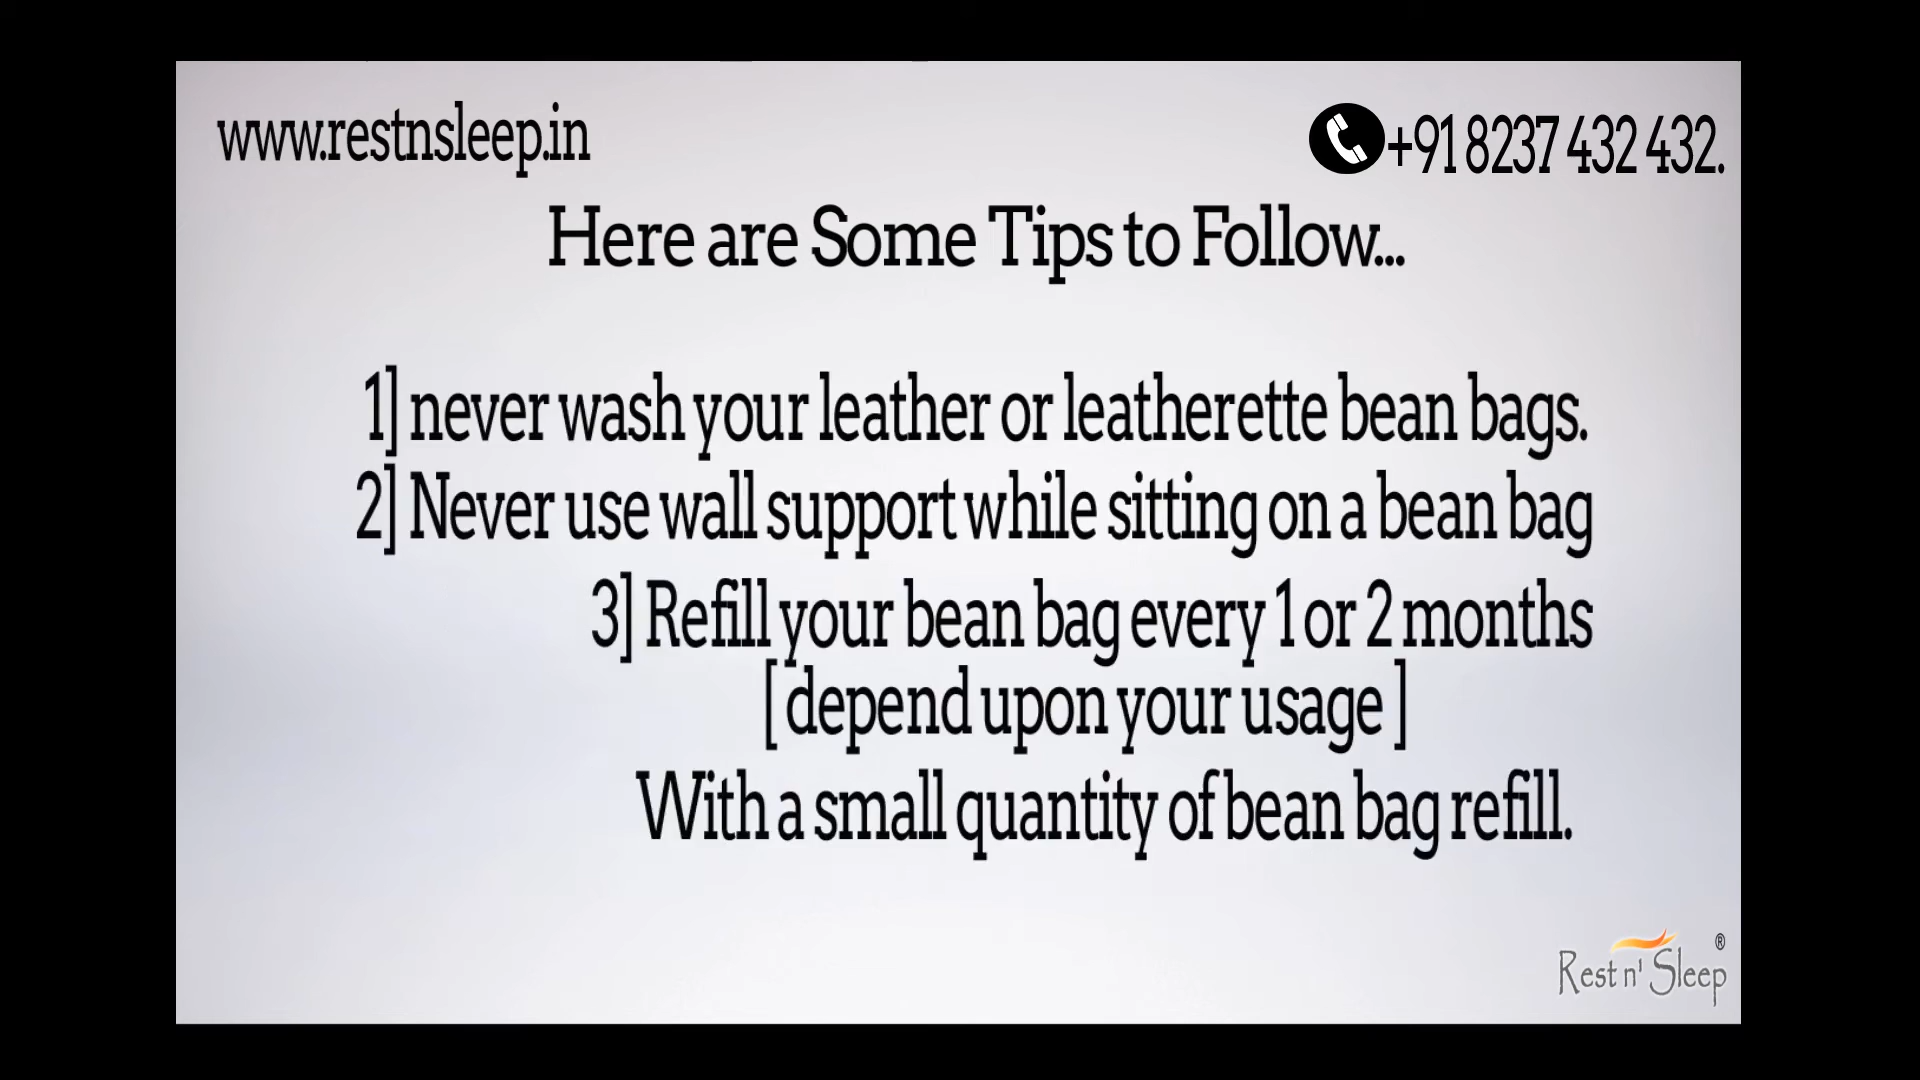 www.restnsleep.in
+91 8237 432 432.
Here are Some Tips to Follow...
1] never wash your leather or leatherette bean bags.
2] Never use wall support while sitting on a bean bag
3] Refill your bean bag every 1 or 2 months
[ depend upon your usage ]
With a small quantity of bean bag refill.
Rest n' Sleep ®